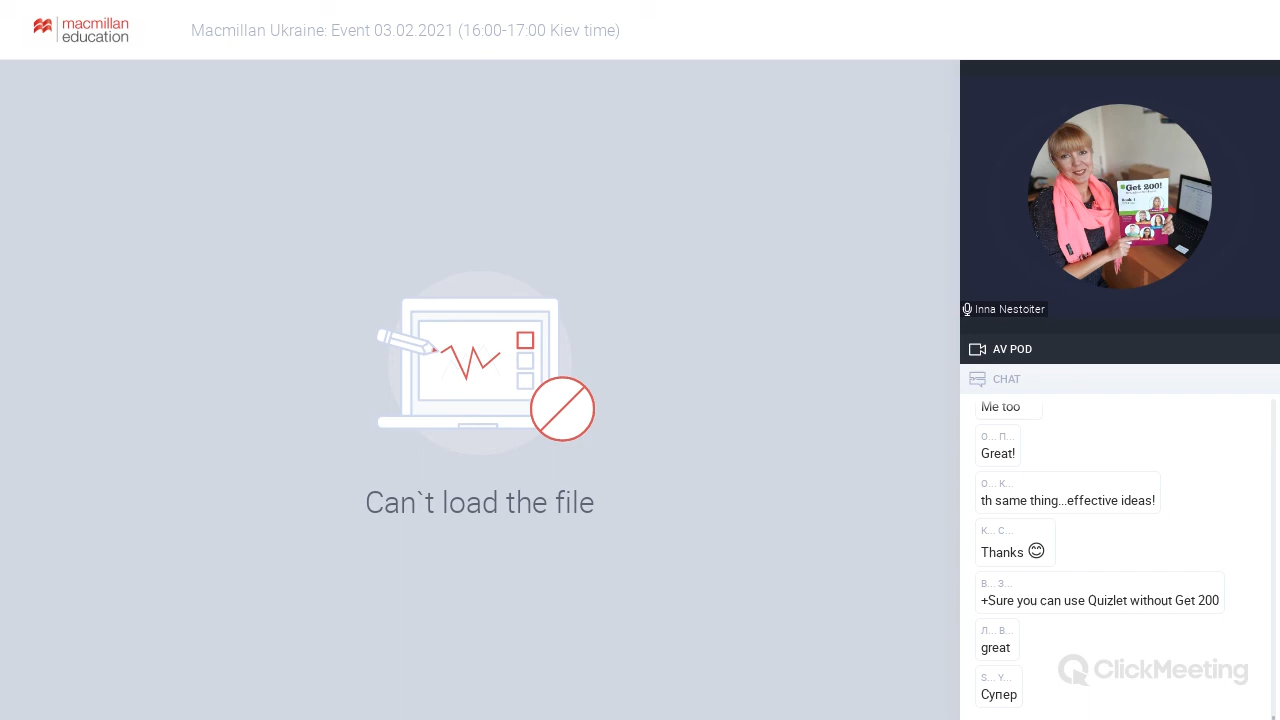 macmillan
education
Macmillan Ukraine: Event 03.02.2021 (16:00-17:00 Kiev time)
Can`t load the file
Get 200!
Inna Nestoiter
AV POD
CHAT
Me too
О... П...
Great!
О... К...
th same thing...effective ideas!
К... С...
Thanks 😊
В... З...
+Sure you can use Quizlet without Get 200
Л... В...
great
S... Y...
Супер
ClickMeeting